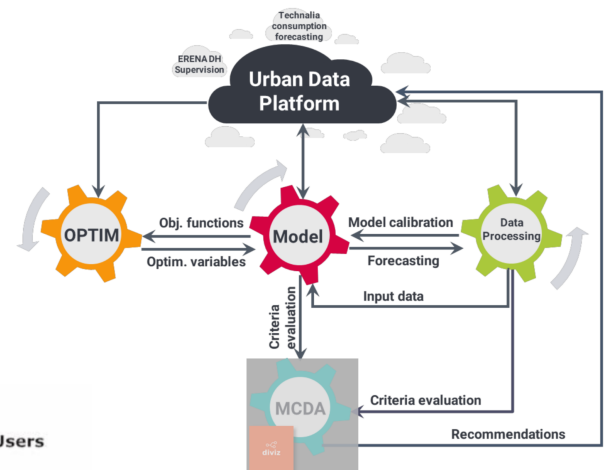 Technalia
consumption
forecasting
ERENA DH
Supervision
Urban Data
Platform
OPTIM
Obj. functions
Optim. variables
Model
Model calibration
Forecasting
Data
Processing
Input data
Criteria
evaluation
MCDA
diviz
Criteria evaluation
Recommendations
Users